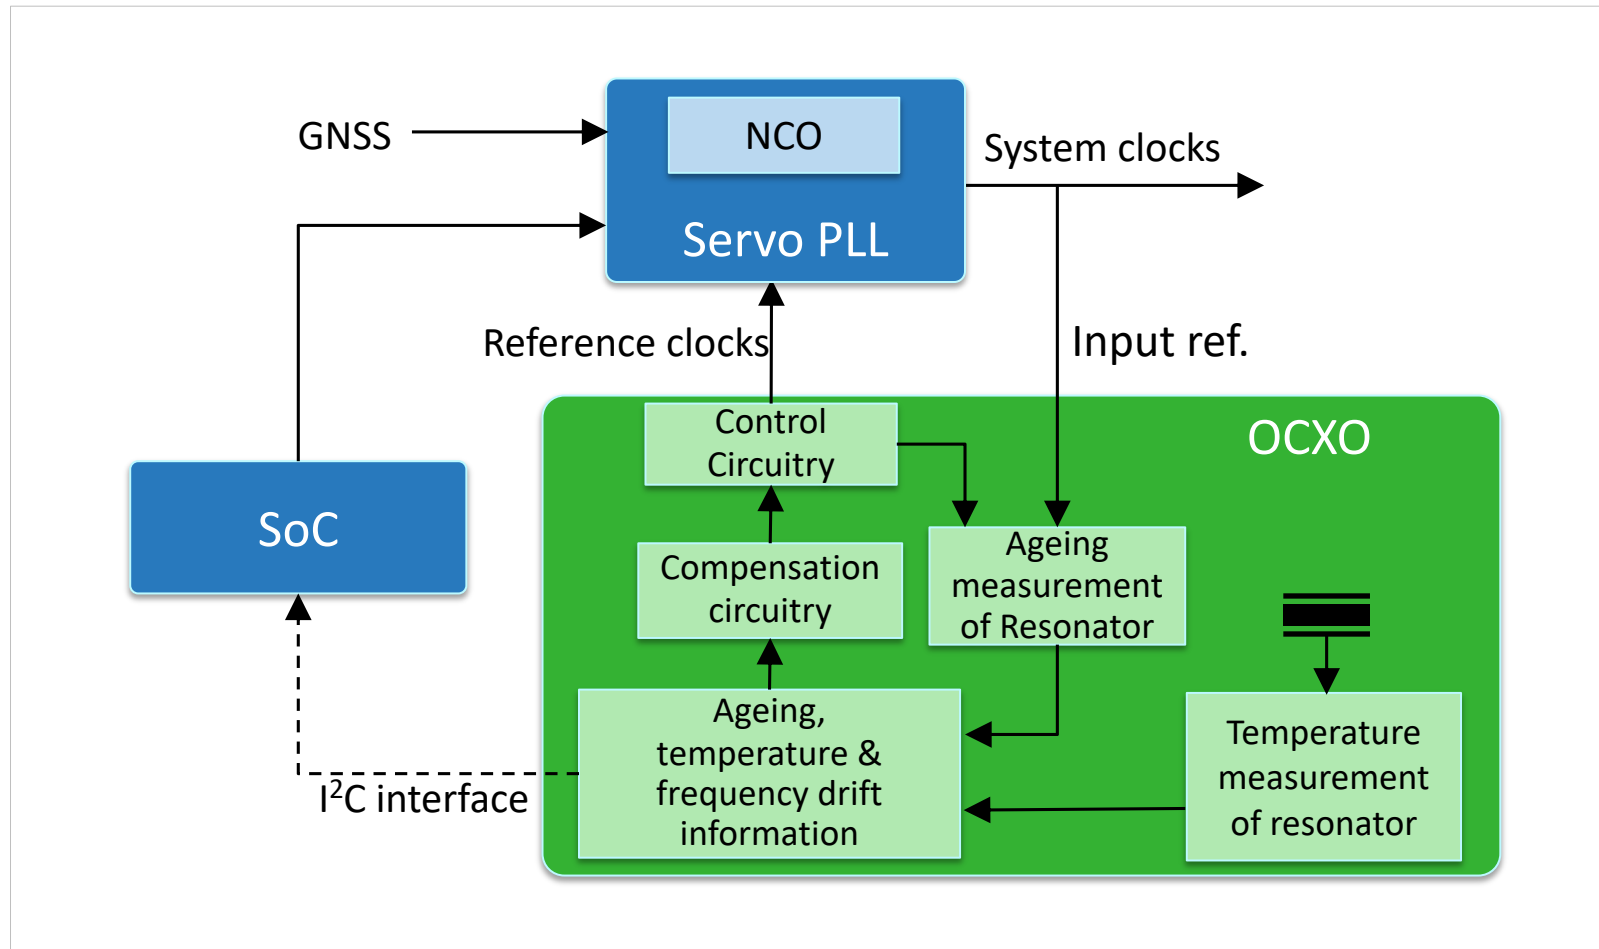 GNSS
NCO
Servo PLL
System clocks
Reference clocks
Input ref.
OCXO
Control
Circuitry
SoC
Compensation
circuitry
Ageing
measurement
of Resonator
Ageing,
temperature &
frequency drift
information
Temperature
measurement
of resonator
I²C interface